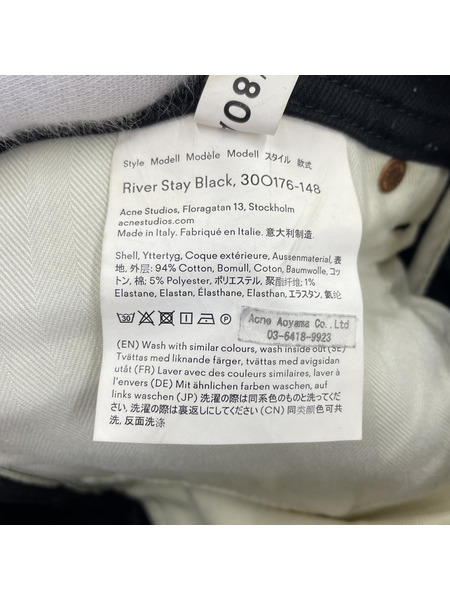 108
Style Modell Modèle Modell スタイル 款式
River Stay Black, 30O176-148
Acne Studios, Floragatan 13, Stockholm
acnestudios.com
Made in Italy. Fabriqué en Italie. 意大利制造.
Shell, Yttertyg, Coque extérieure, Aussenmaterial, 表
地, 外层: 94% Cotton, Bomull, Coton, Baumwolle, コッ
トン, 棉; 5% Polyester, ポリエステル, 聚酯纤维; 1%
Elastane, Elastan, Élasthane, Elasthan, エラスタン, 氨纶
30
Acne Aoyama Co.,Ltd
03-6418-9923
(EN) Wash with similar colours, wash inside out (SE)
Tvättas med liknande färger, tvättas med avigsidan
utåt (FR) Laver avec des couleurs similaires, laver à
l'envers (DE) Mit ähnlichen farben waschen, auf
links waschen (JP) 洗濯の際は同系色のものと洗ってくだ
さい 洗濯の際は裏返しにしてください (CN) 同类颜色可共
洗, 反面洗涤